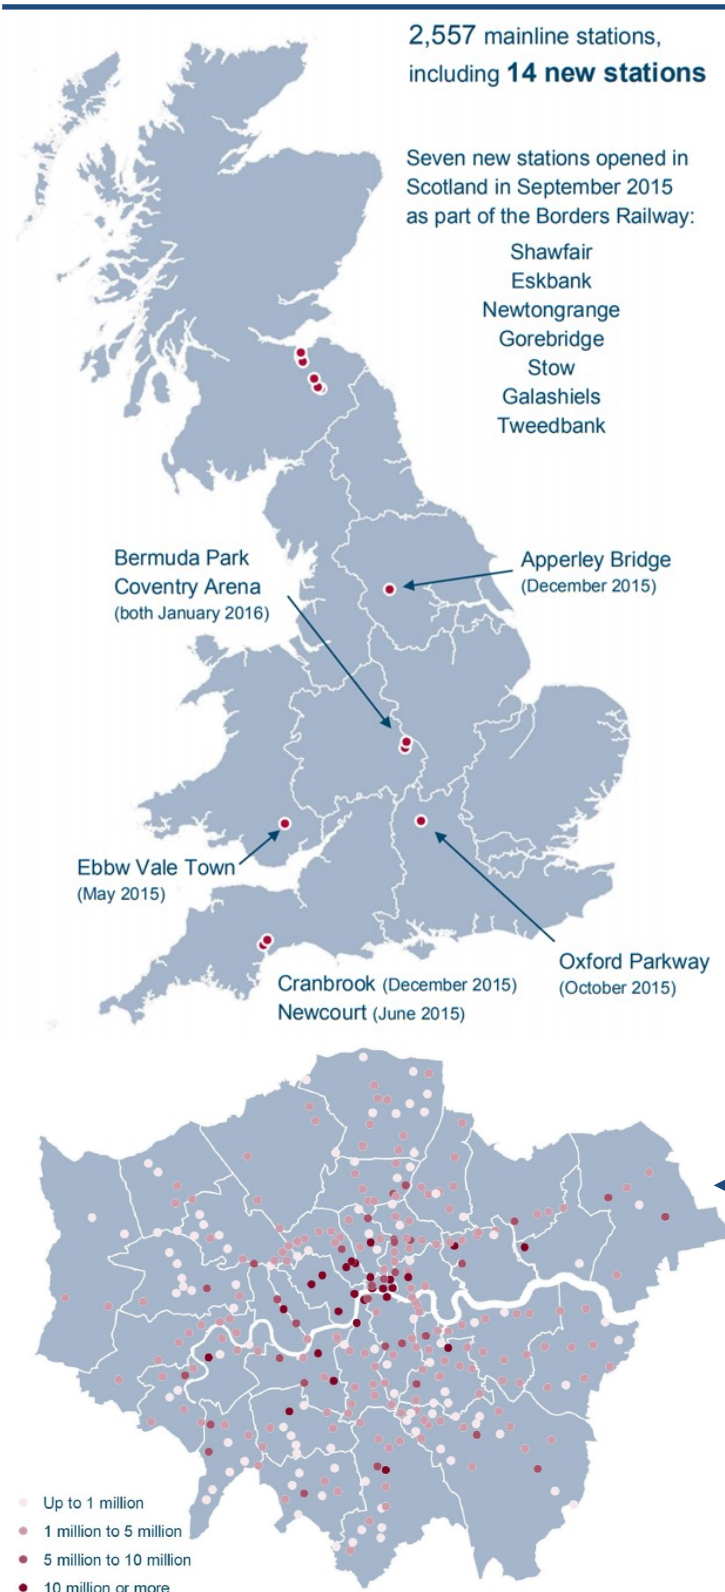 2,557 mainline stations,
including 14 new stations
Seven new stations opened in
Scotland in September 2015
as part of the Borders Railway:
Shawfair
Eskbank
Newtongrange
Gorebridge
Stow
Galashiels
Tweedbank
Bermuda Park
Coventry Arena
(both January 2016)
Apperley Bridge
(December 2015)
Ebbw Vale Town
(May 2015)
Oxford Parkway
(October 2015)
Cranbrook (December 2015)
Newcourt (June 2015)
Up to 1 million
1 million to 5 million
5 million to 10 million
10 million or more